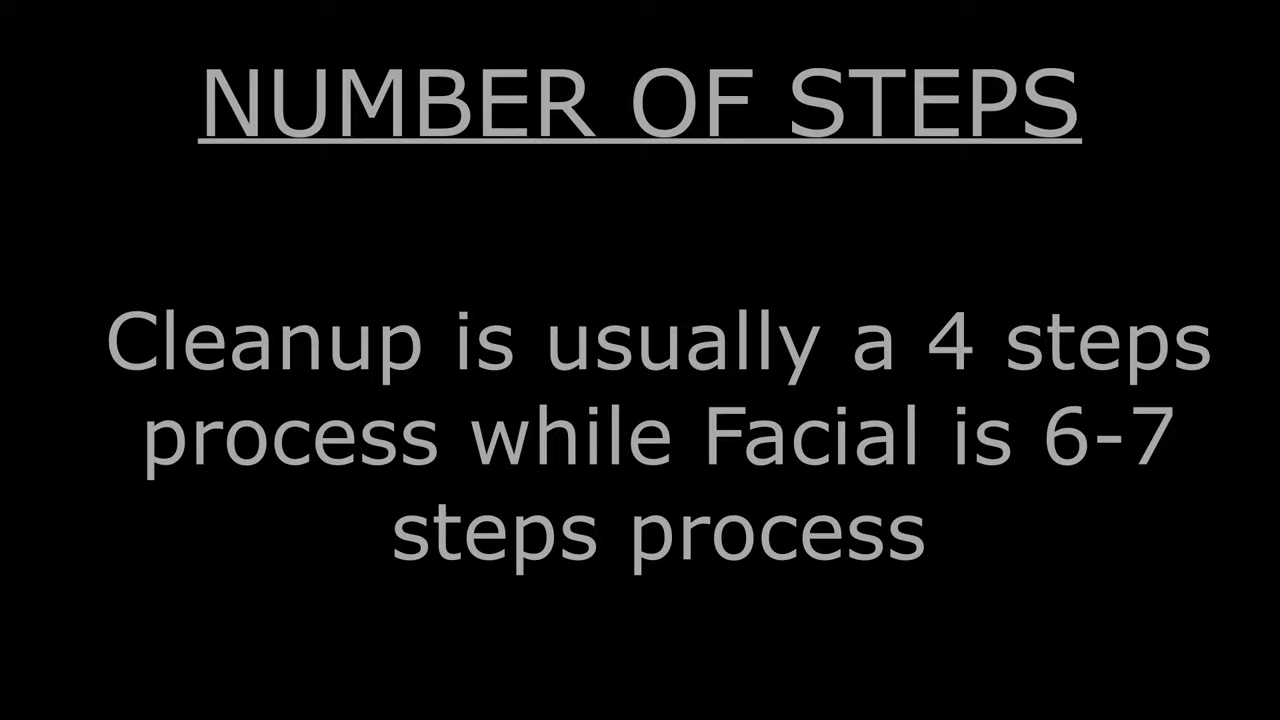 NUMBER OF STEPS
Cleanup is usually a 4 steps
process while Facial is 6-7
steps process